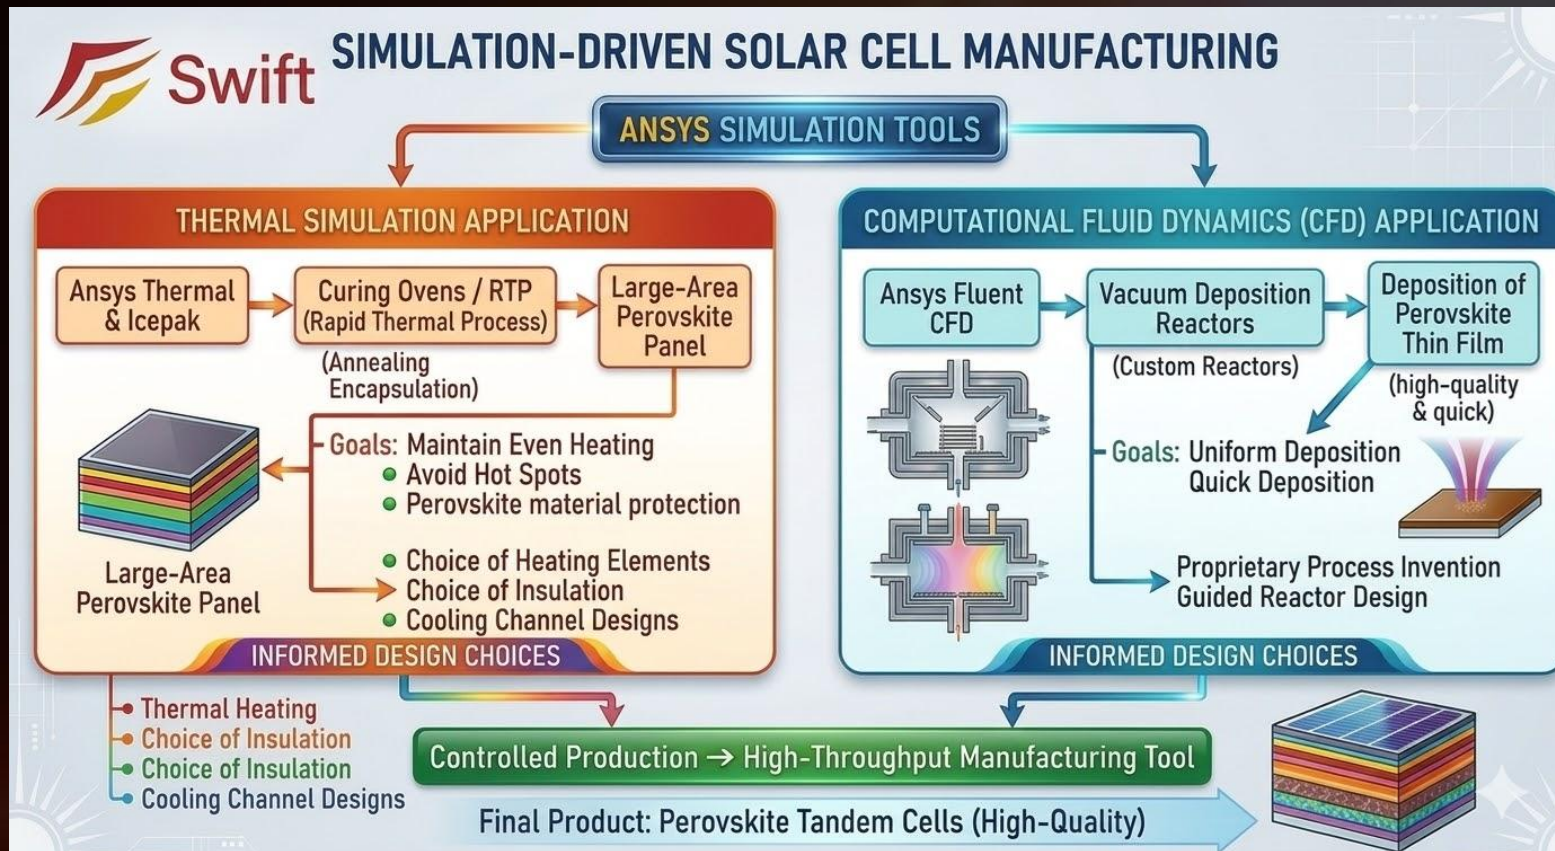 Swift
SIMULATION-DRIVEN SOLAR CELL MANUFACTURING
ANSYS SIMULATION TOOLS
THERMAL SIMULATION APPLICATION
Ansys Thermal
& Icepak
Curing Ovens / RTP
(Rapid Thermal Process)
(Annealing
Encapsulation)
Large-Area
Perovskite
Panel
Goals: Maintain Even Heating
Avoid Hot Spots
Perovskite material protection
Choice of Heating Elements
Choice of Insulation
Cooling Channel Designs
Large-Area
Perovskite Panel
INFORMED DESIGN CHOICES
COMPUTATIONAL FLUID DYNAMICS (CFD) APPLICATION
Ansys Fluent
CFD
Vacuum Deposition
Reactors
(Custom Reactors)
Deposition of
Perovskite
Thin Film
(high-quality
& quick)
Goals: Uniform Deposition
Quick Deposition
Proprietary Process Invention
Guided Reactor Design
INFORMED DESIGN CHOICES
Thermal Heating
Choice of Insulation
Choice of Insulation
Cooling Channel Designs
Controlled Production → High-Throughput Manufacturing Tool
Final Product: Perovskite Tandem Cells (High-Quality)